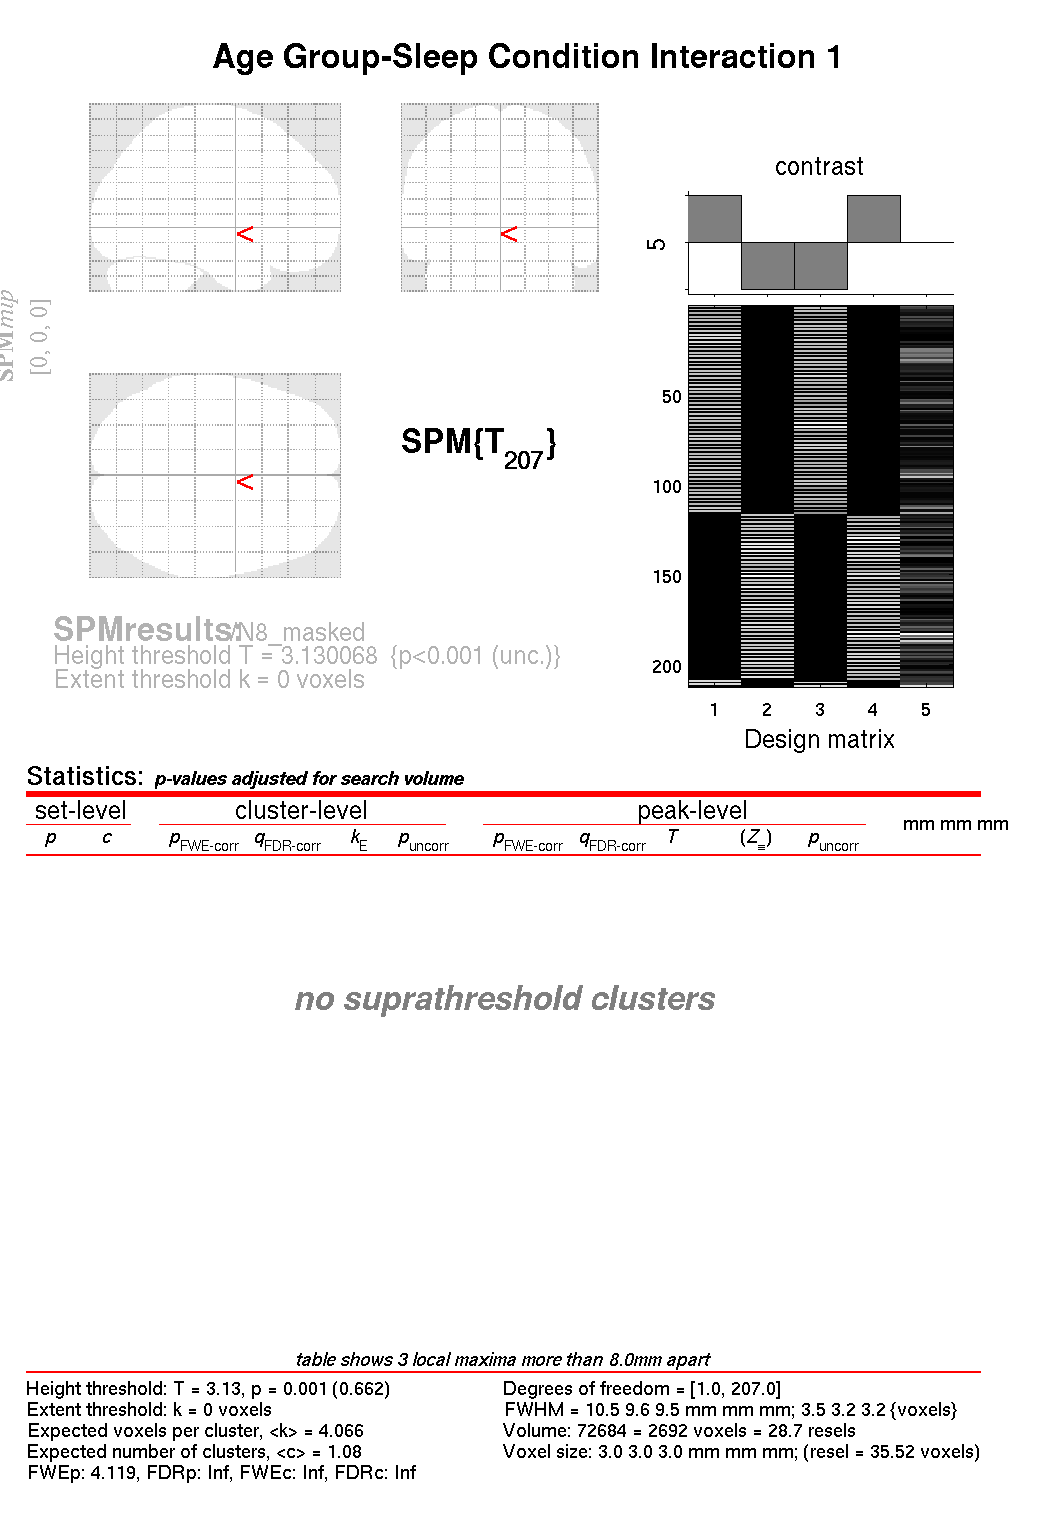 Age Group-Sleep Condition Interaction 1
SPMmip
[0, 0, 0]
contrast
5
SPM{T207}
50
100
150
200
1 2 3 4 5
Design matrix
SPMresults: ./N8_masked
Height threshold T = 3.130068 {p<0.001 (unc.)}
Extent threshold k = 0 voxels
Statistics: p-values adjusted for search volume
set-level cluster-level peak-level
mm mm mm
p c pFWE-corr qFDR-corr kE puncorr pFWE-corr qFDR-corr T (Z≡) puncorr
no suprathreshold clusters
table shows 3 local maxima more than 8.0mm apart
Height threshold: T = 3.13, p = 0.001 (0.662)
Extent threshold: k = 0 voxels
Expected voxels per cluster, <k> = 4.066
Expected number of clusters, <c> = 1.08
FWEp: 4.119, FDRp: Inf, FWEc: Inf, FDRc: Inf
Degrees of freedom = [1.0, 207.0]
FWHM = 10.5 9.6 9.5 mm mm mm; 3.5 3.2 3.2 {voxels}
Volume: 72684 = 2692 voxels = 28.7 resels
Voxel size: 3.0 3.0 3.0 mm mm mm; (resel = 35.52 voxels)